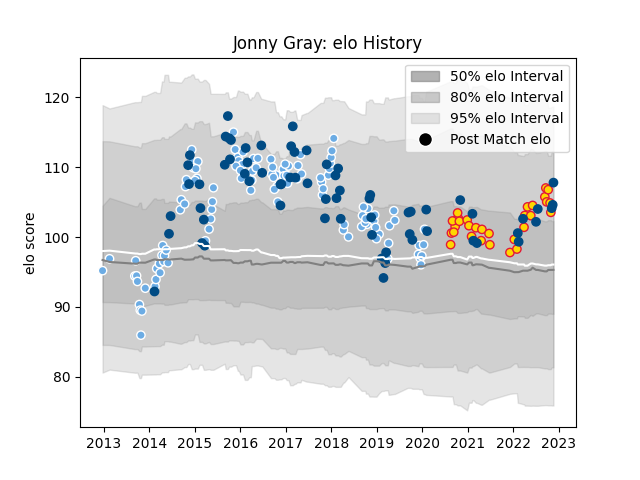 Jonny Gray: elo History
50% elo Interval
80% elo Interval
95% elo Interval
Post Match elo
elo score
120
110
100
90
80
2013 2014 2015 2016 2017 2018 2019 2020 2021 2022 2023